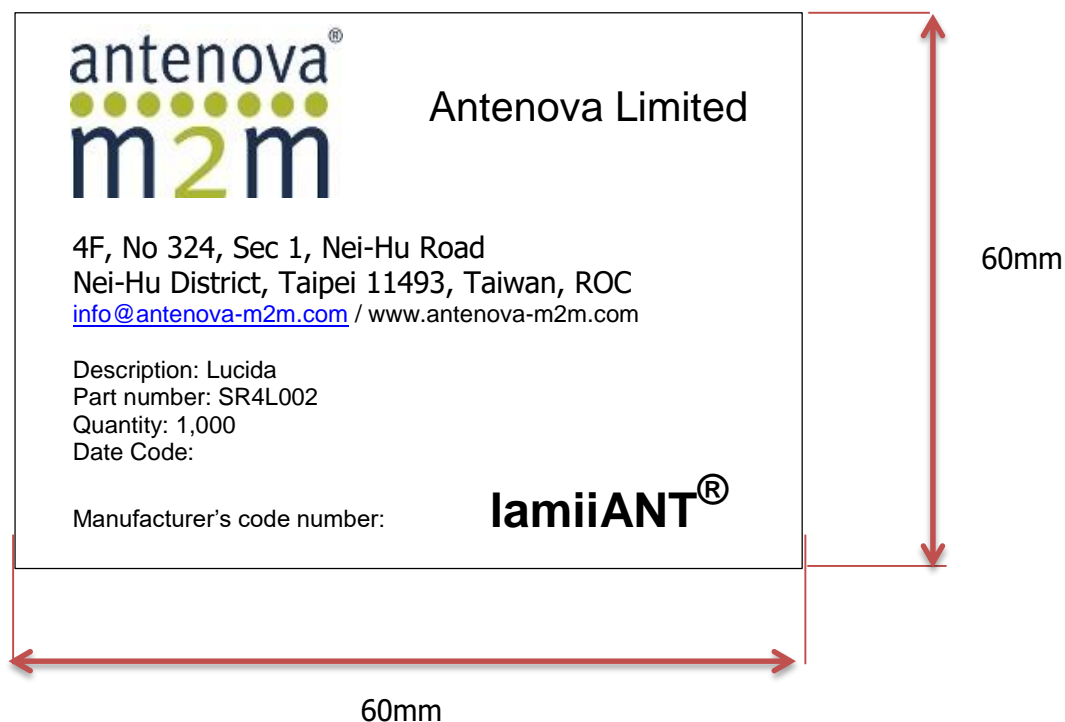 antenova®
m2m
Antenova Limited
4F, No 324, Sec 1, Nei-Hu Road
Nei-Hu District, Taipei 11493, Taiwan, ROC
info@antenova-m2m.com / www.antenova-m2m.com
Description: Lucida
Part number: SR4L002
Quantity: 1,000
Date Code:
Manufacturer's code number:
lamiiANT®
60mm
60mm